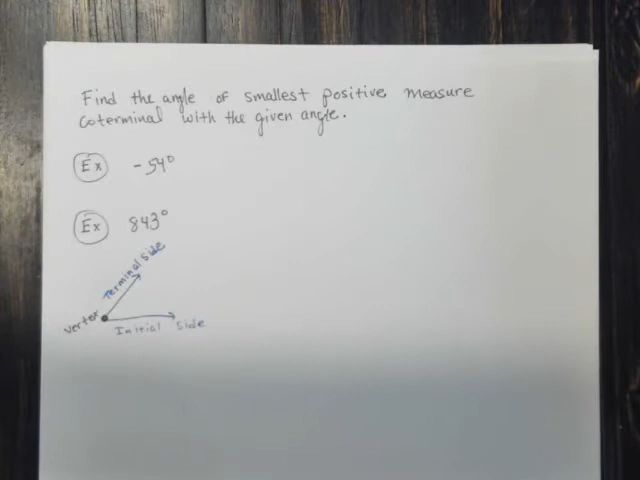 Find the angle of smallest positive measure
coterminal with the given angle.
Ex -54°
Ex 843°
Terminal Side
Vertex
Initial Side